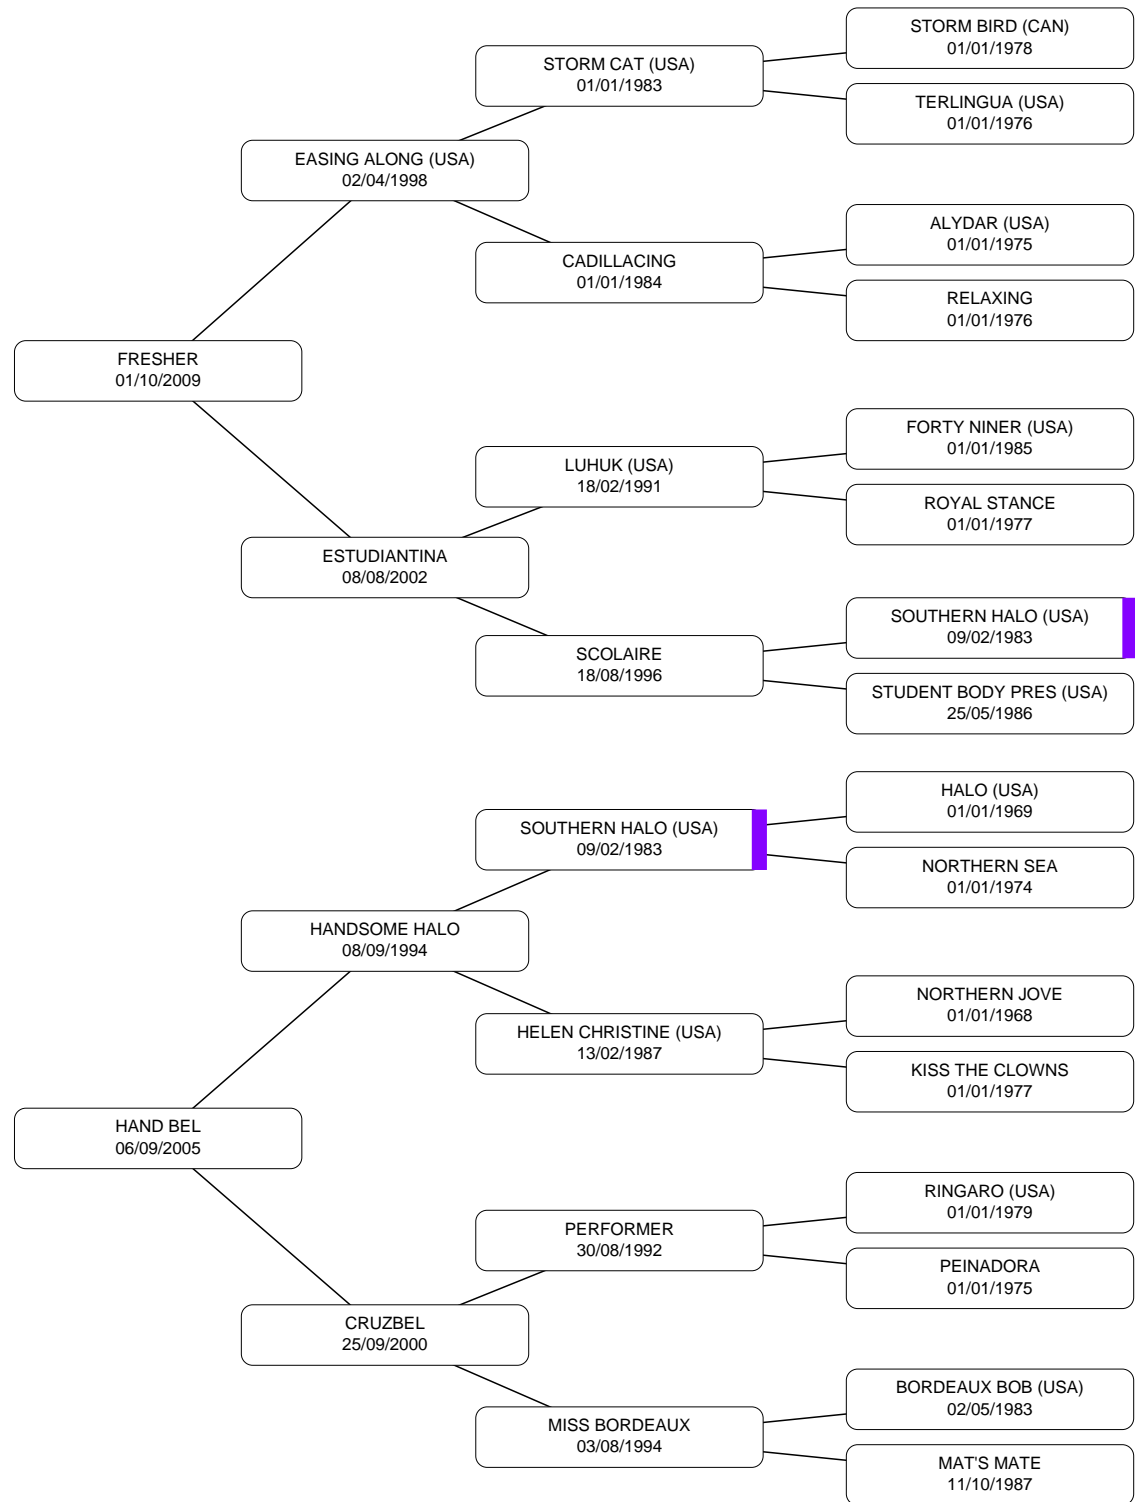 STORM BIRD (CAN)
01/01/1978
STORM CAT (USA)
01/01/1983
TERLINGUA (USA)
01/01/1976
EASING ALONG (USA)
02/04/1998
ALYDAR (USA)
01/01/1975
CADILLACING
01/01/1984
RELAXING
01/01/1976
FRESHER
01/10/2009
FORTY NINER (USA)
01/01/1985
LUHUK (USA)
18/02/1991
ROYAL STANCE
01/01/1977
ESTUDIANTINA
08/08/2002
SOUTHERN HALO (USA)
09/02/1983
SCOLAIRE
18/08/1996
STUDENT BODY PRES (USA)
25/05/1986
HALO (USA)
01/01/1969
SOUTHERN HALO (USA)
09/02/1983
NORTHERN SEA
01/01/1974
HANDSOME HALO
08/09/1994
NORTHERN JOVE
01/01/1968
HELEN CHRISTINE (USA)
13/02/1987
KISS THE CLOWNS
01/01/1977
HAND BEL
06/09/2005
RINGARO (USA)
01/01/1979
PERFORMER
30/08/1992
PEINADORA
01/01/1975
CRUZBEL
25/09/2000
BORDEAUX BOB (USA)
02/05/1983
MISS BORDEAUX
03/08/1994
MAT'S MATE
11/10/1987